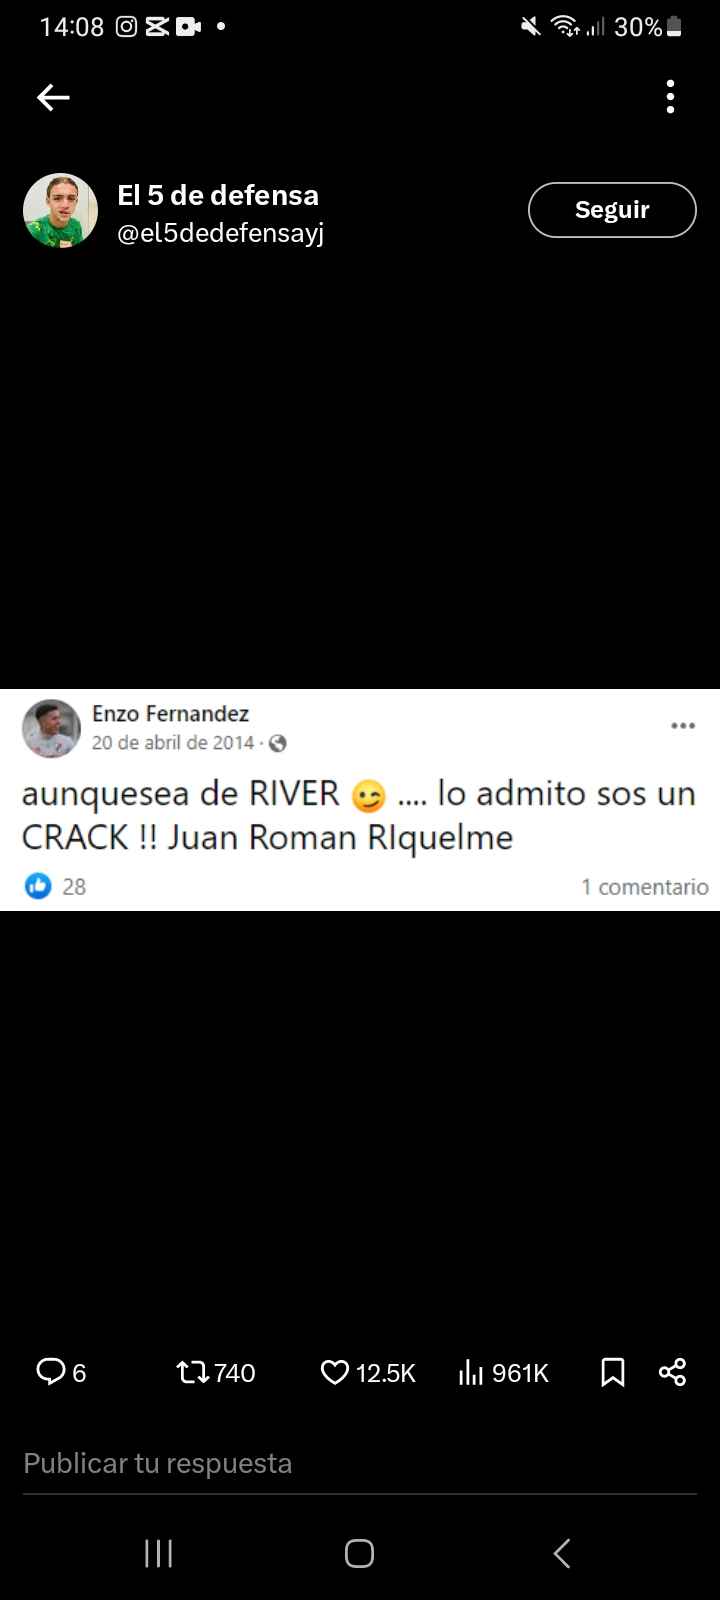 14:08 30%
El 5 de defensa
@el5dedefensayj
Seguir
Enzo Fernandez
20 de abril de 2014 ·
aunquesea de RIVER 😉 .... lo admito sos un
CRACK !! Juan Roman RIquelme
28 1 comentario
6 740 12.5K 961K
Publicar tu respuesta